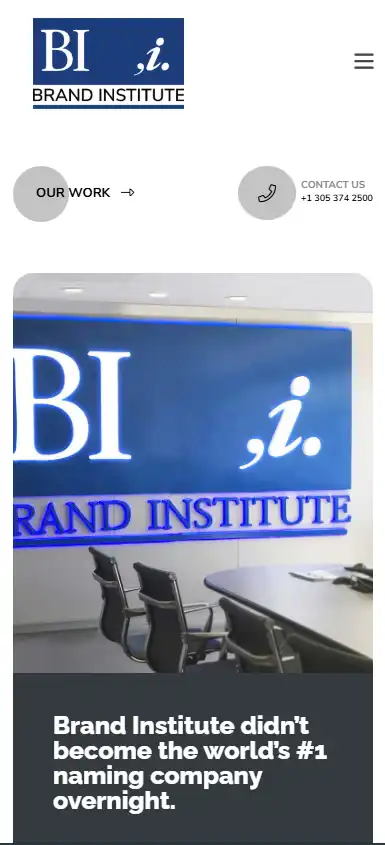 BI ,i.
BRAND INSTITUTE
OUR WORK
CONTACT US
+1 305 374 2500
BI ,i.
BRAND INSTITUTE
Brand Institute didn't
become the world's #1
naming company
overnight.